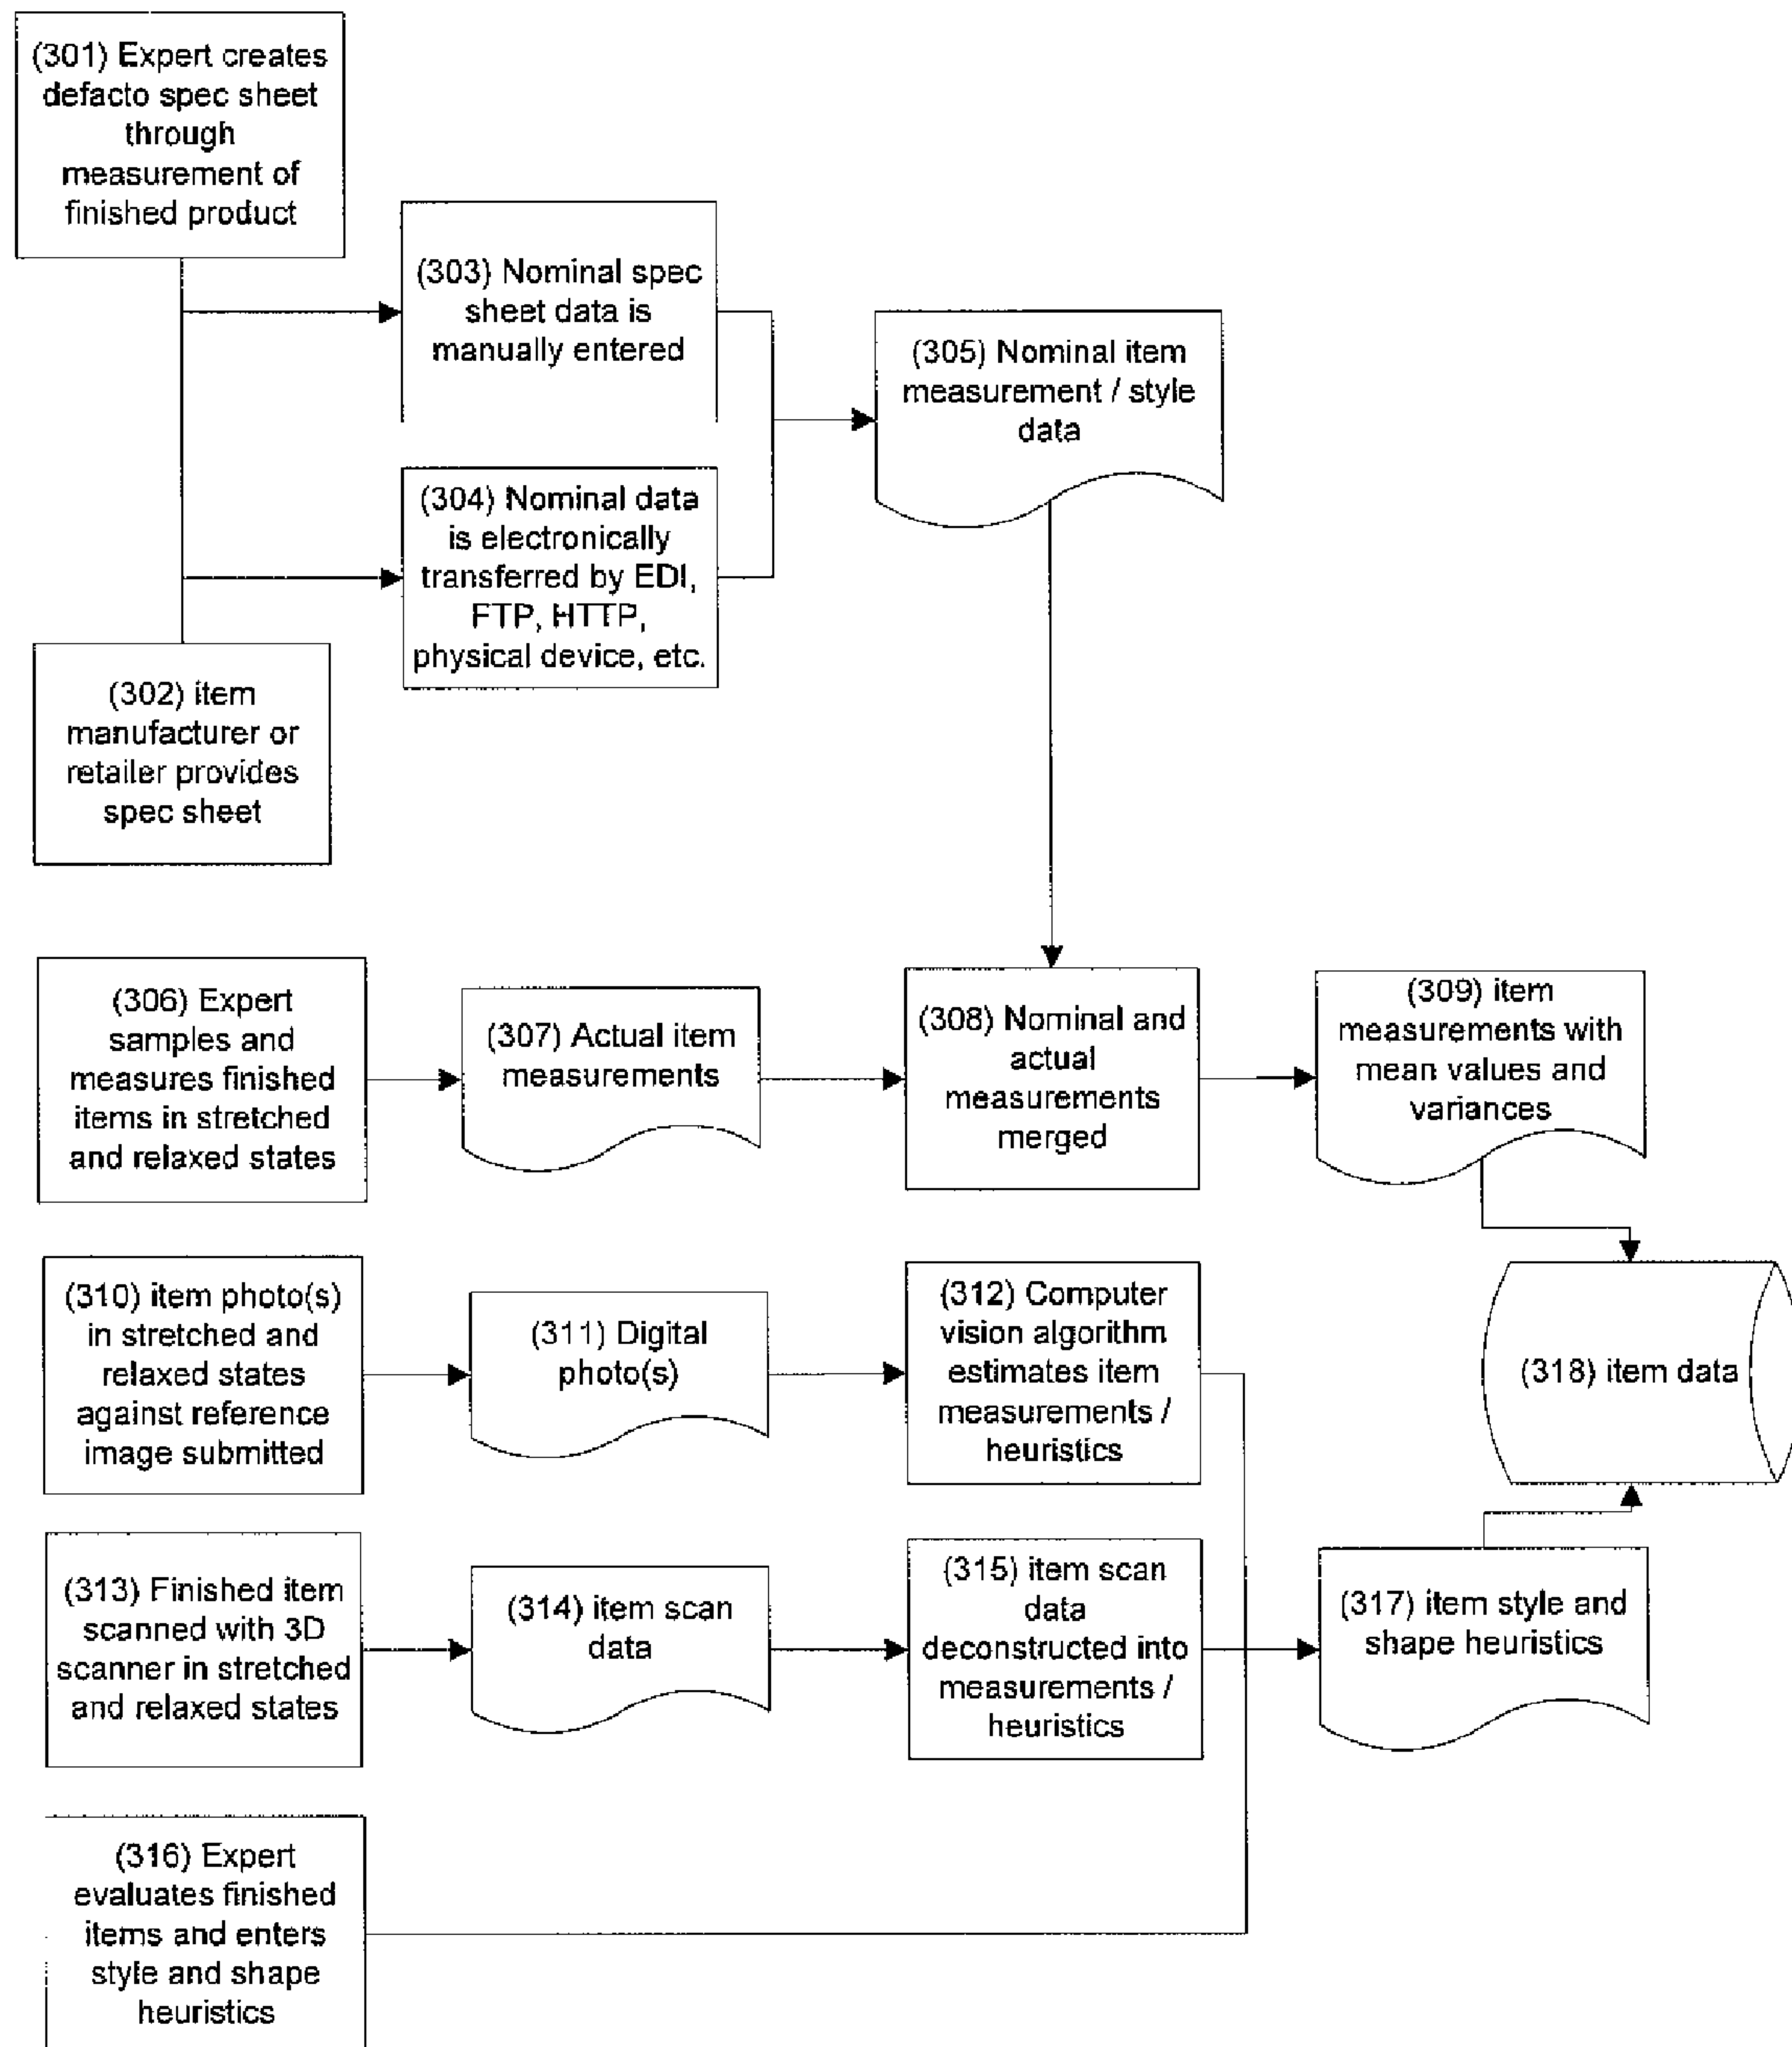 (301) Expert creates
defacto spec sheet
through
measurement of
finished product
(303) Nominal spec
sheet data is
manually entered
(305) Nominal item
measurement / style
data
(304) Nominal data
is electronically
transferred by EDI,
FTP, HTTP,
physical device, etc.
(302) item
manufacturer or
retailer provides
spec sheet
(306) Expert
samples and
measures finished
items in stretched
and relaxed states
(307) Actual item
measurements
(308) Nominal and
actual
measurements
merged
(309) item
measurements with
mean values and
variances
(310) item photo(s)
in stretched and
relaxed states
against reference
image submitted
(311) Digital
photo(s)
(312) Computer
vision algorithm
estimates item
measurements /
heuristics
(318) item data
(313) Finished item
scanned with 3D
scanner in stretched
and relaxed states
(314) item scan
data
(315) item scan
data
deconstructed into
measurements /
heuristics
(317) item style and
shape heuristics
(316) Expert
evaluates finished
items and enters
style and shape
heuristics